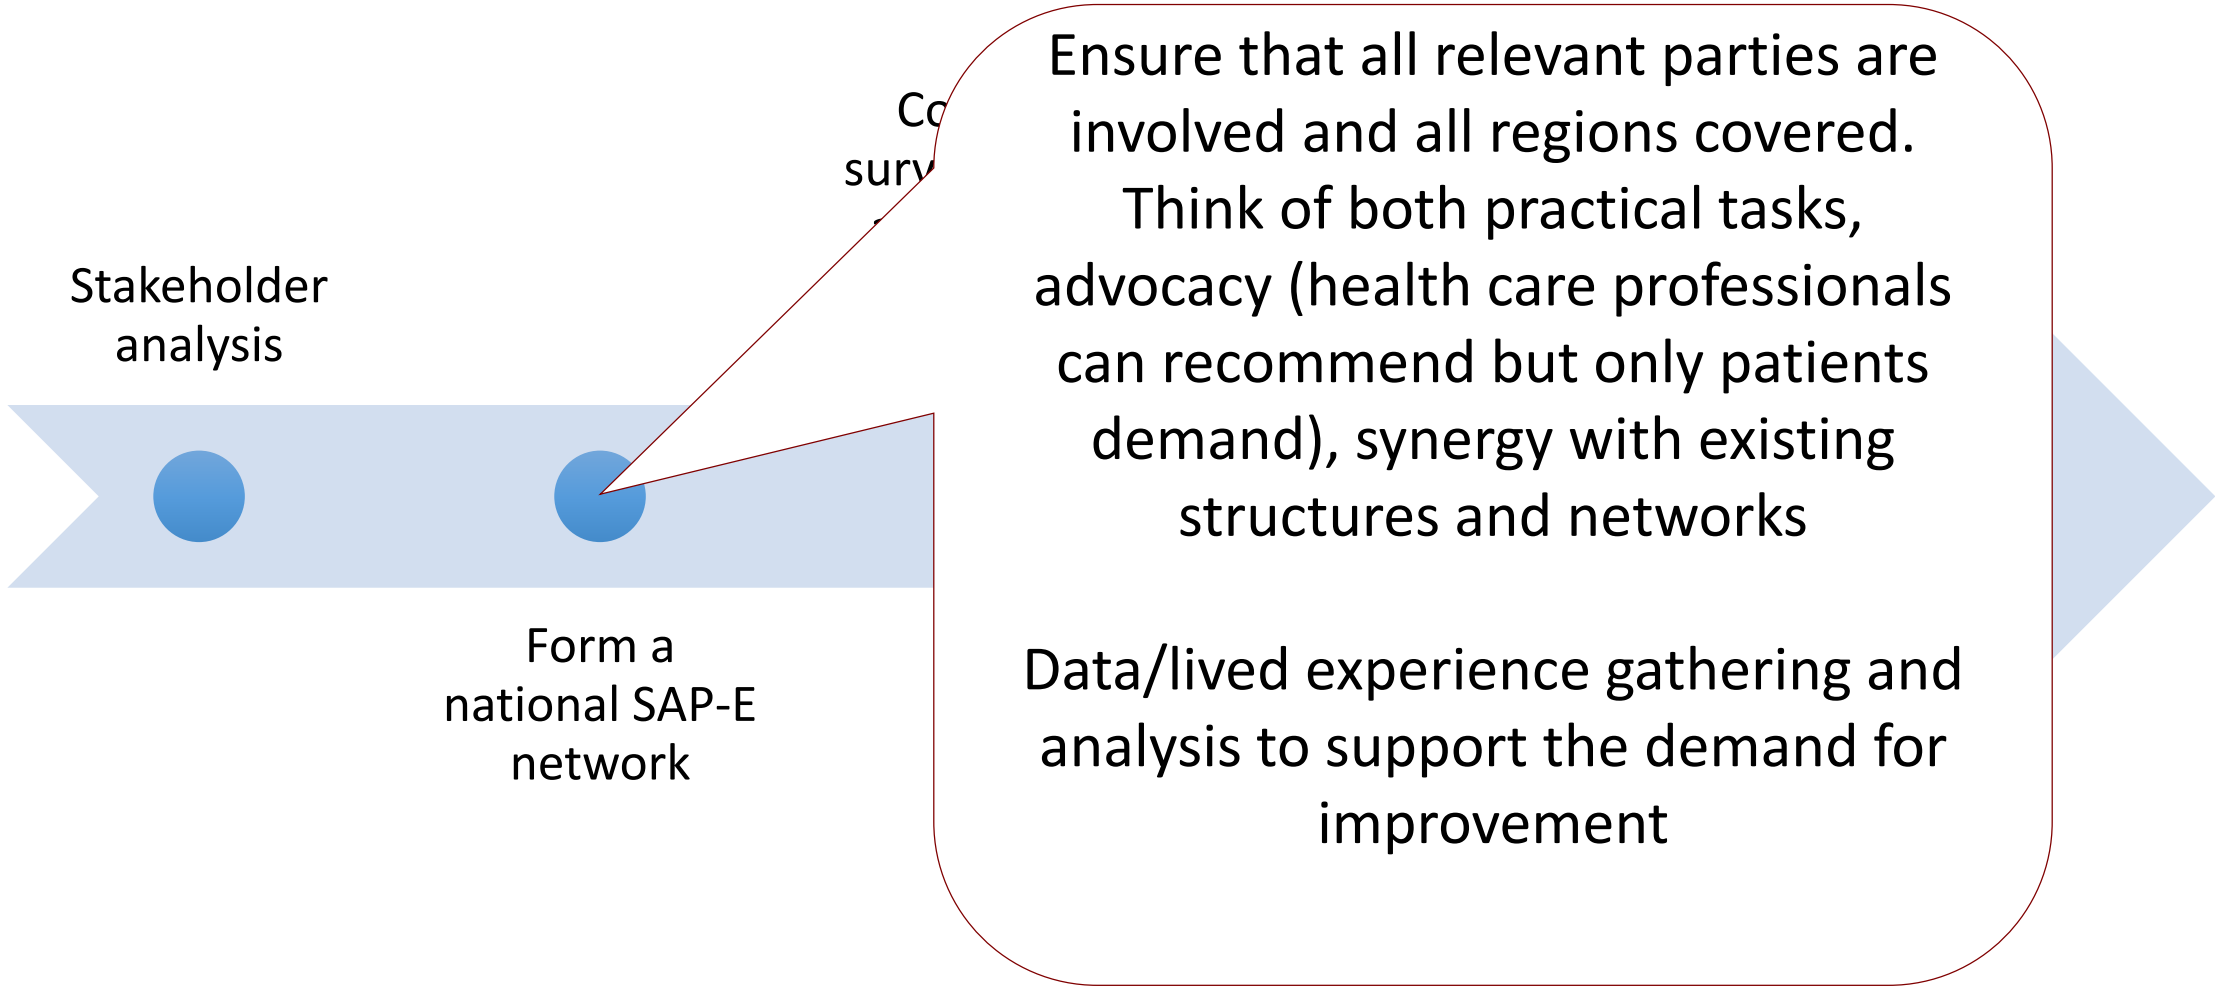 Stakeholder
analysis
Form a
national SAP-E
network
Ensure that all relevant parties are
involved and all regions covered.
Think of both practical tasks,
advocacy (health care professionals
can recommend but only patients
demand), synergy with existing
structures and networks
Data/lived experience gathering and
analysis to support the demand for
improvement